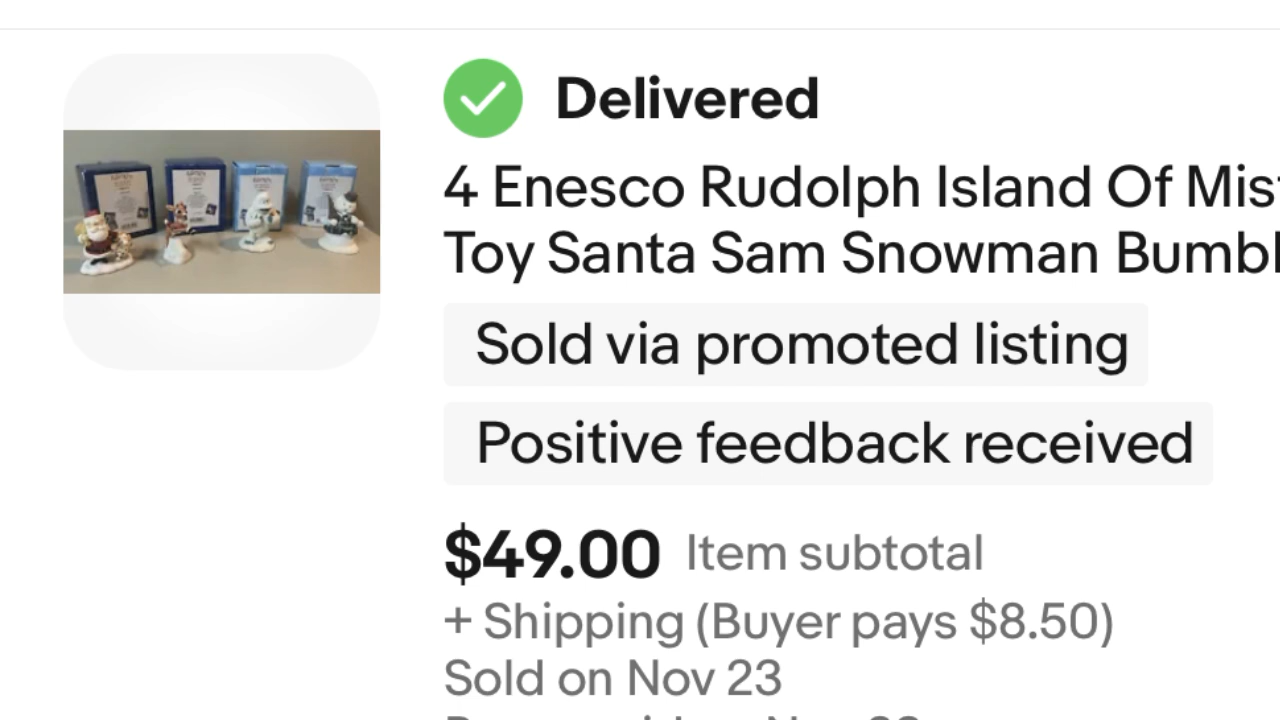 Delivered
4 Enesco Rudolph Island Of
Toy Santa Sam Snowman
Sold via promoted listing
Positive feedback received
$49.00 Item subtotal
+ Shipping (Buyer pays $8.50)
Sold on Nov 23